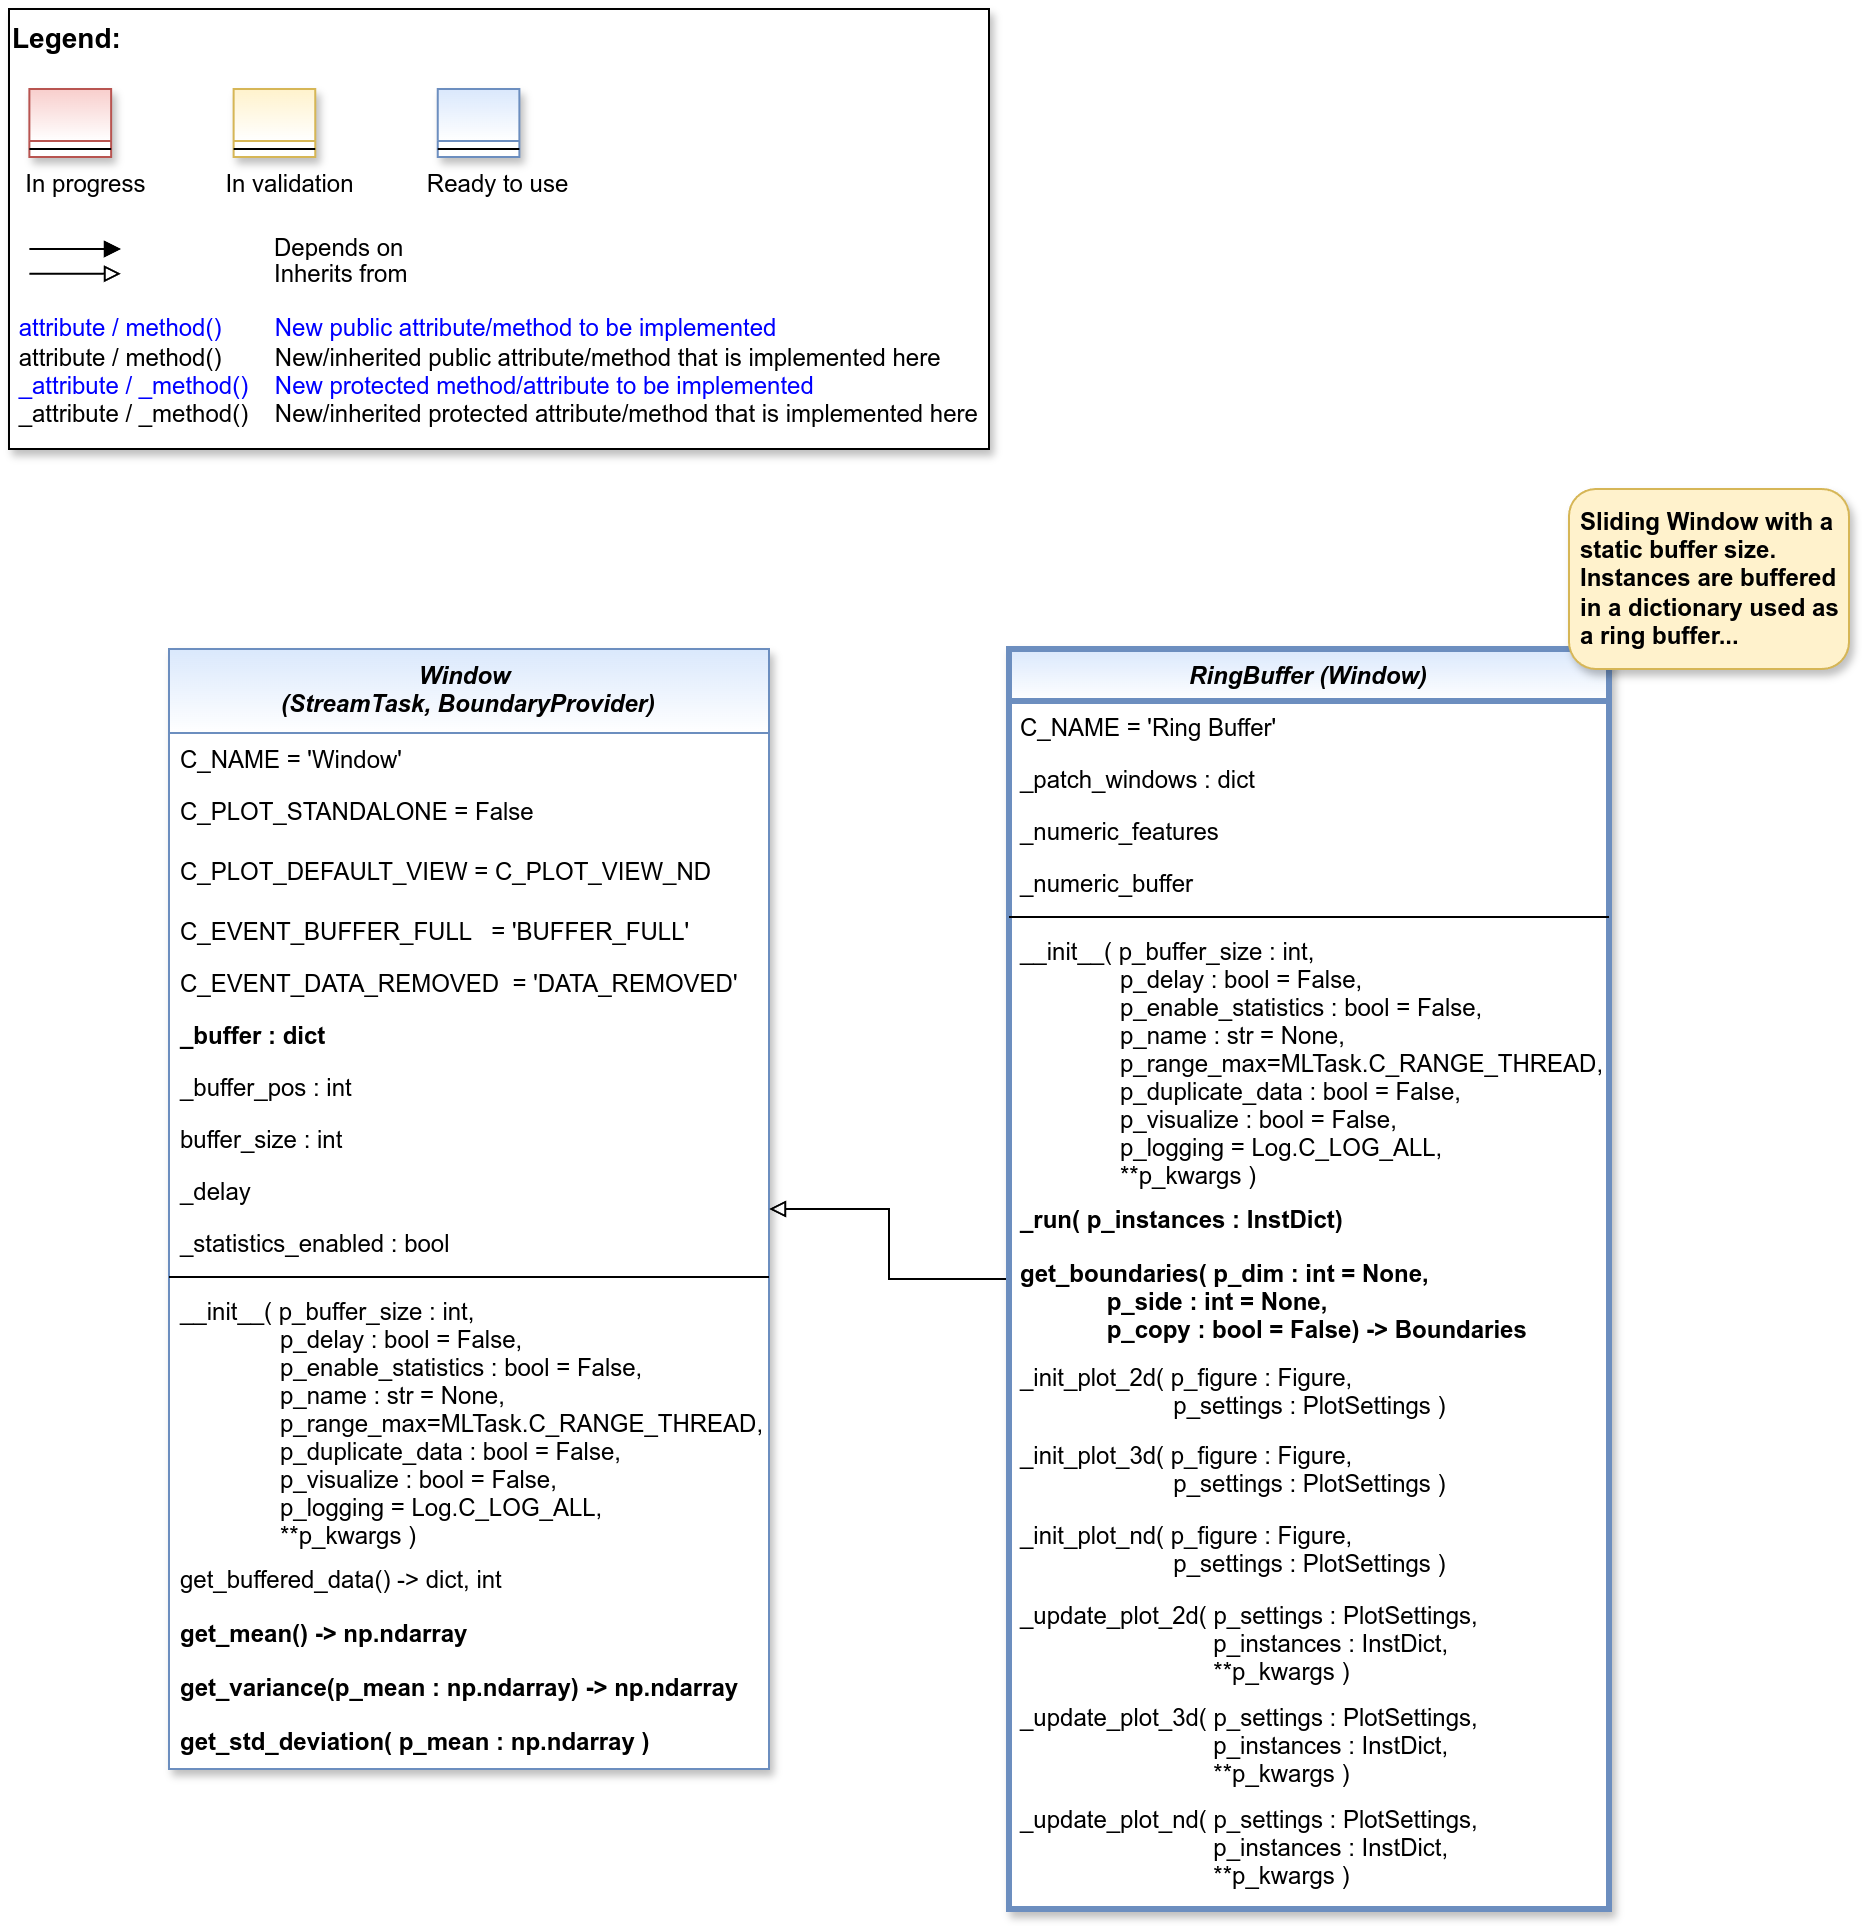 Legend:
In progress
In validation
Ready to use
Depends on
Inherits from
attribute / method() New public attribute/method to be implemented
attribute / method() New/inherited public attribute/method that is implemented here
_attribute / _method() New protected method/attribute to be implemented
_attribute / _method() New/inherited protected attribute/method that is implemented here
Sliding Window with a
static buffer size.
Instances are buffered
in a dictionary used as
a ring buffer...
Window
(StreamTask, BoundaryProvider)
C_NAME = 'Window'
C_PLOT_STANDALONE = False
C_PLOT_DEFAULT_VIEW = C_PLOT_VIEW_ND
C_EVENT_BUFFER_FULL = 'BUFFER_FULL'
C_EVENT_DATA_REMOVED = 'DATA_REMOVED'
_buffer : dict
_buffer_pos : int
buffer_size : int
_delay
_statistics_enabled : bool
__init__( p_buffer_size : int,
p_delay : bool = False,
p_enable_statistics : bool = False,
p_name : str = None,
p_range_max=MLTask.C_RANGE_THREAD,
p_duplicate_data : bool = False,
p_visualize : bool = False,
p_logging = Log.C_LOG_ALL,
**p_kwargs )
get_buffered_data() -> dict, int
get_mean() -> np.ndarray
get_variance(p_mean : np.ndarray) -> np.ndarray
get_std_deviation( p_mean : np.ndarray )
RingBuffer (Window)
C_NAME = 'Ring Buffer'
_patch_windows : dict
_numeric_features
_numeric_buffer
__init__( p_buffer_size : int,
p_delay : bool = False,
p_enable_statistics : bool = False,
p_name : str = None,
p_range_max=MLTask.C_RANGE_THREAD,
p_duplicate_data : bool = False,
p_visualize : bool = False,
p_logging = Log.C_LOG_ALL,
**p_kwargs )
_run( p_instances : InstDict)
get_boundaries( p_dim : int = None,
p_side : int = None,
p_copy : bool = False) -> Boundaries
_init_plot_2d( p_figure : Figure,
p_settings : PlotSettings )
_init_plot_3d( p_figure : Figure,
p_settings : PlotSettings )
_init_plot_nd( p_figure : Figure,
p_settings : PlotSettings )
_update_plot_2d( p_settings : PlotSettings,
p_instances : InstDict,
**p_kwargs )
_update_plot_3d( p_settings : PlotSettings,
p_instances : InstDict,
**p_kwargs )
_update_plot_nd( p_settings : PlotSettings,
p_instances : InstDict,
**p_kwargs )